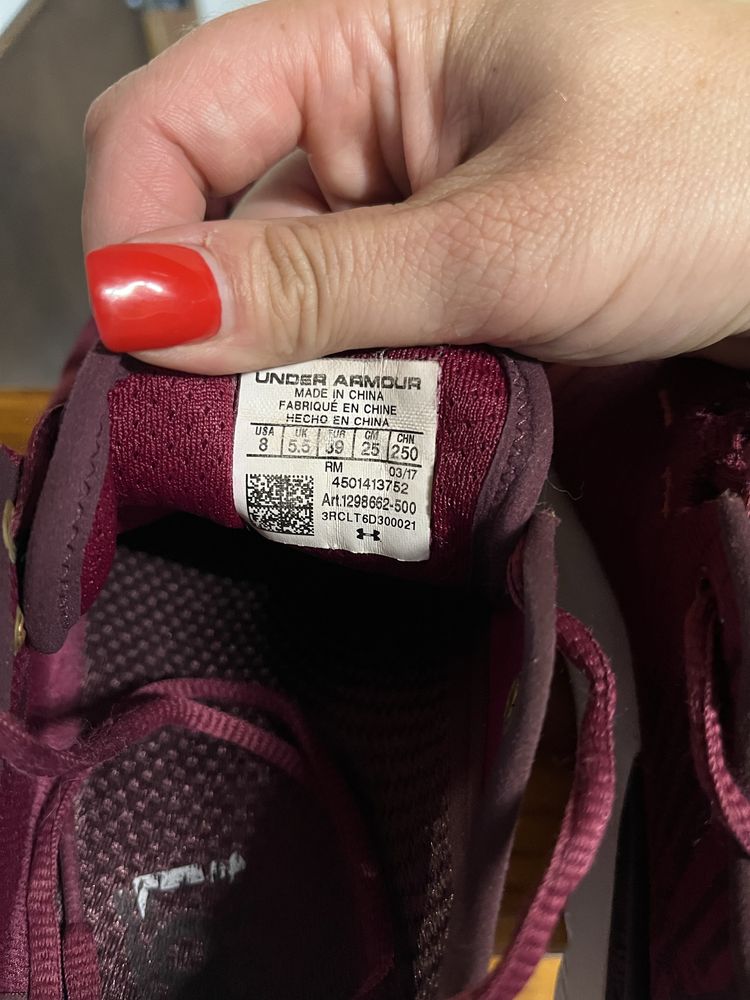 UNDER ARMOUR
MADE IN CHINA
FABRIQUÉ EN CHINE
HECHO EN CHINA
USA UK EUR CM CHN
8 5.5 39 25 250
RM 03/17
4501413752
Art.1298662-500
3RCLT6D300021